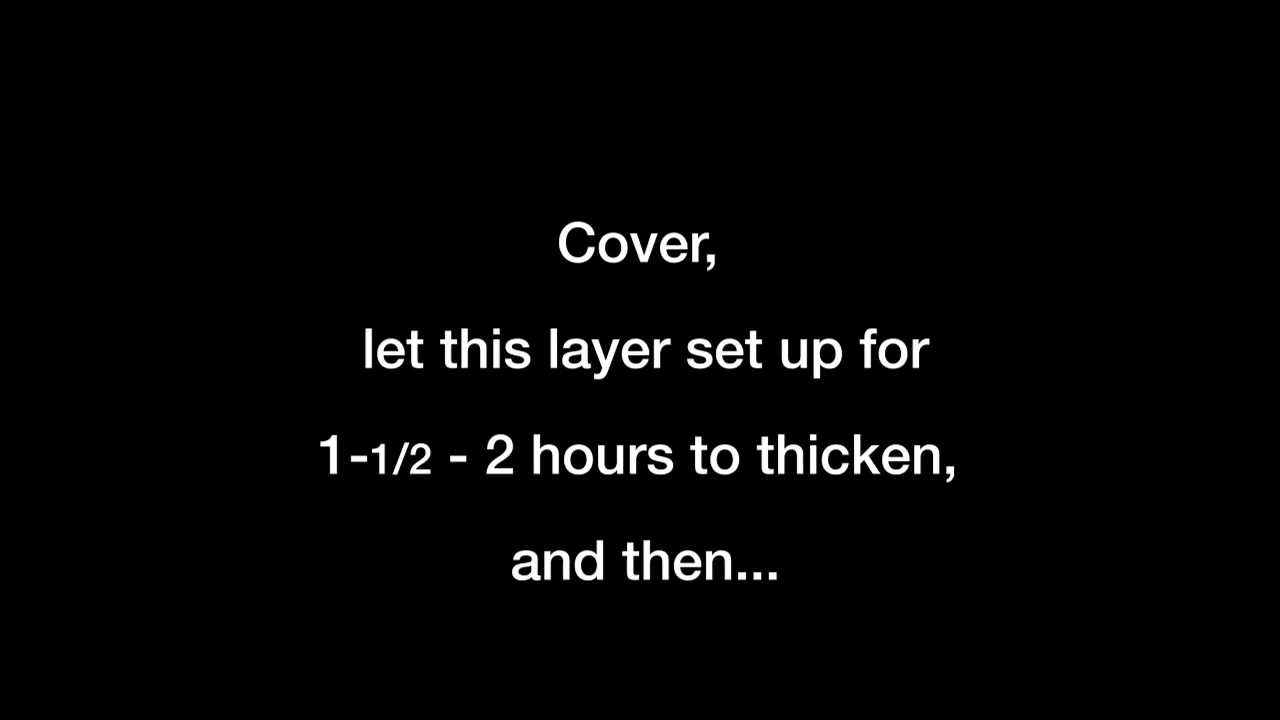 Cover,
let this layer set up for
1-1/2 - 2 hours to thicken,
and then...